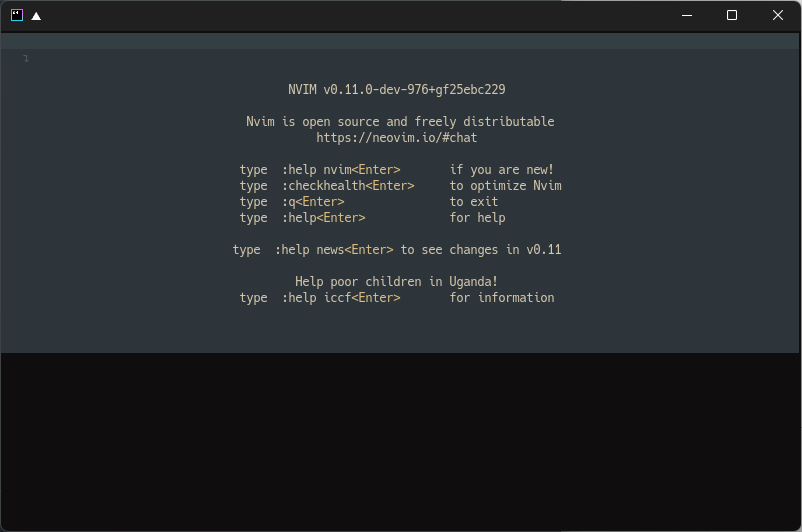 NVIM v0.11.0-dev-976+gf25ebc229
Nvim is open source and freely distributable
https://neovim.io/#chat
type :help nvim<Enter> if you are new!
type :checkhealth<Enter> to optimize Nvim
type :q<Enter> to exit
type :help<Enter> for help
type :help news<Enter> to see changes in v0.11
Help poor children in Uganda!
type :help iccf<Enter> for information